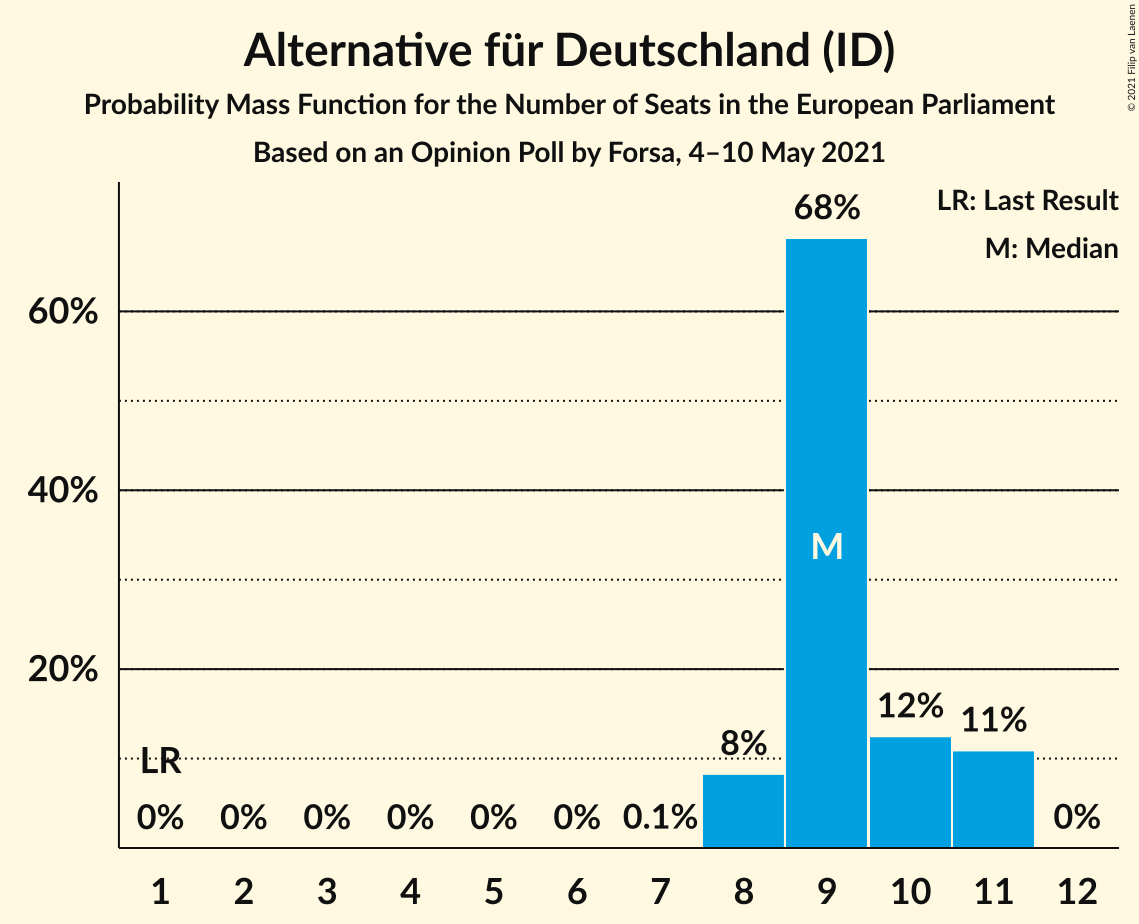 Alternative für Deutschland (ID)
Probability Mass Function for the Number of Seats in the European Parliament
Based on an Opinion Poll by Forsa, 4–10 May 2021
© 2021 Filip van Laenen
LR: Last Result
M: Median
68%
60%
40%
M
20%
12%
11%
8%
LR
0% 0% 0% 0% 0% 0% 0.1% 0%
1 2 3 4 5 6 7 8 9 10 11 12